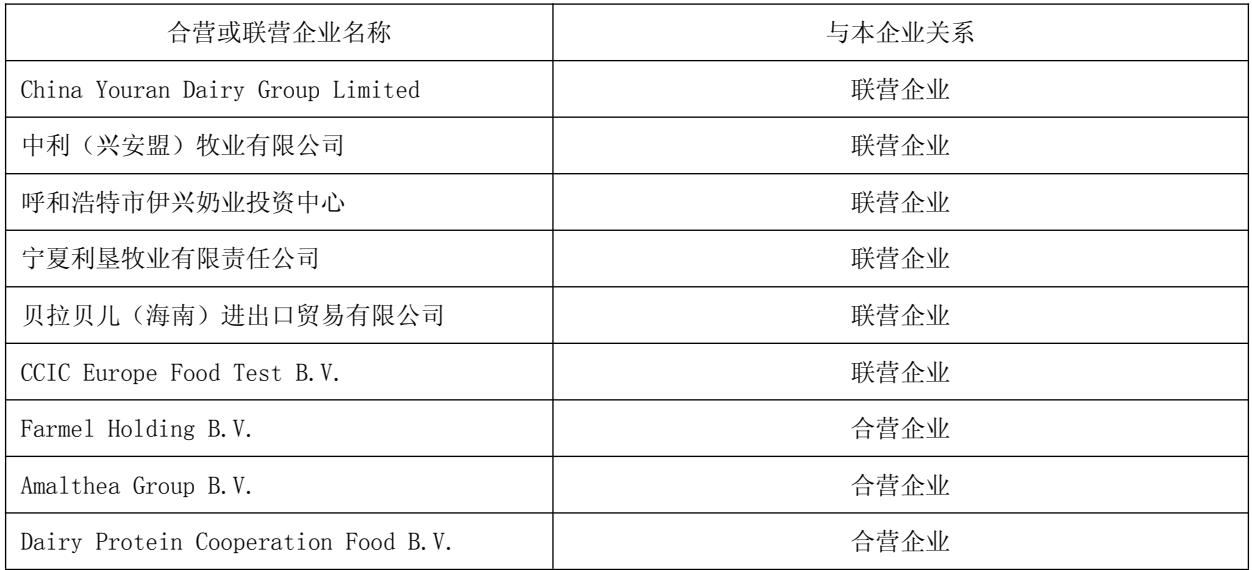 合营或联营企业名称 与本企业关系
China Youran Dairy Group Limited 联营企业
中利（兴安盟）牧业有限公司 联营企业
呼和浩特市伊兴奶业投资中心 联营企业
宁夏利垦牧业有限责任公司 联营企业
贝拉贝儿（海南）进出口贸易有限公司 联营企业
CCIC Europe Food Test B.V. 联营企业
Farmel Holding B.V. 合营企业
Amalthea Group B.V. 合营企业
Dairy Protein Cooperation Food B.V. 合营企业